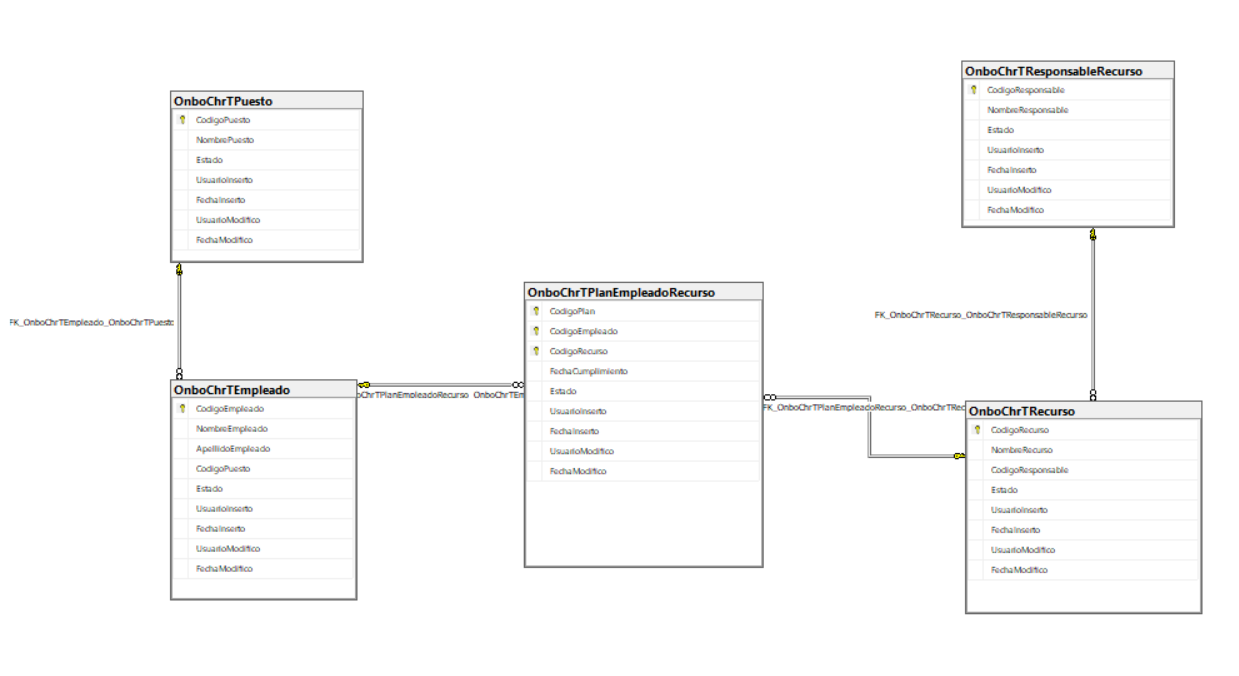 OnboChrTPuesto
CodigoPuesto
NombrePuesto
Estado
UsuarioInserto
FechaInserto
UsuarioModifico
FechaModifico
FK_OnboChrTEmpleado_OnboChrTPuesto
OnboChrTEmpleado
CodigoEmpleado
NombreEmpleado
ApelllidoEmpleado
CodigoPuesto
Estado
UsuarioInserto
FechaInserto
UsuarioModifico
FechaModifico
oChrTPlanEmpleadoRecurso_OnboChrTEm
OnboChrTPlanEmpleadoRecurso
CodigoPlan
CodigoEmpleado
CodigoRecurso
FechaCumplimiento
Estado
UsuarioInserto
FechaInserto
UsuarioModifico
FechaModifico
FK_OnboChrTPlanEmpleadoRecurso_OnboChrTRec
OnboChrTResponsableRecurso
CodigoResponsable
NombreResponsable
Estado
UsuarioInserto
FechaInserto
UsuarioModifico
FechaModifico
FK_OnboChrTRecurso_OnboChrTResponsableRecurso
OnboChrTRecurso
CodigoRecurso
NombreRecurso
CodigoResponsable
Estado
UsuarioInserto
FechaInserto
UsuarioModifico
FechaModifico